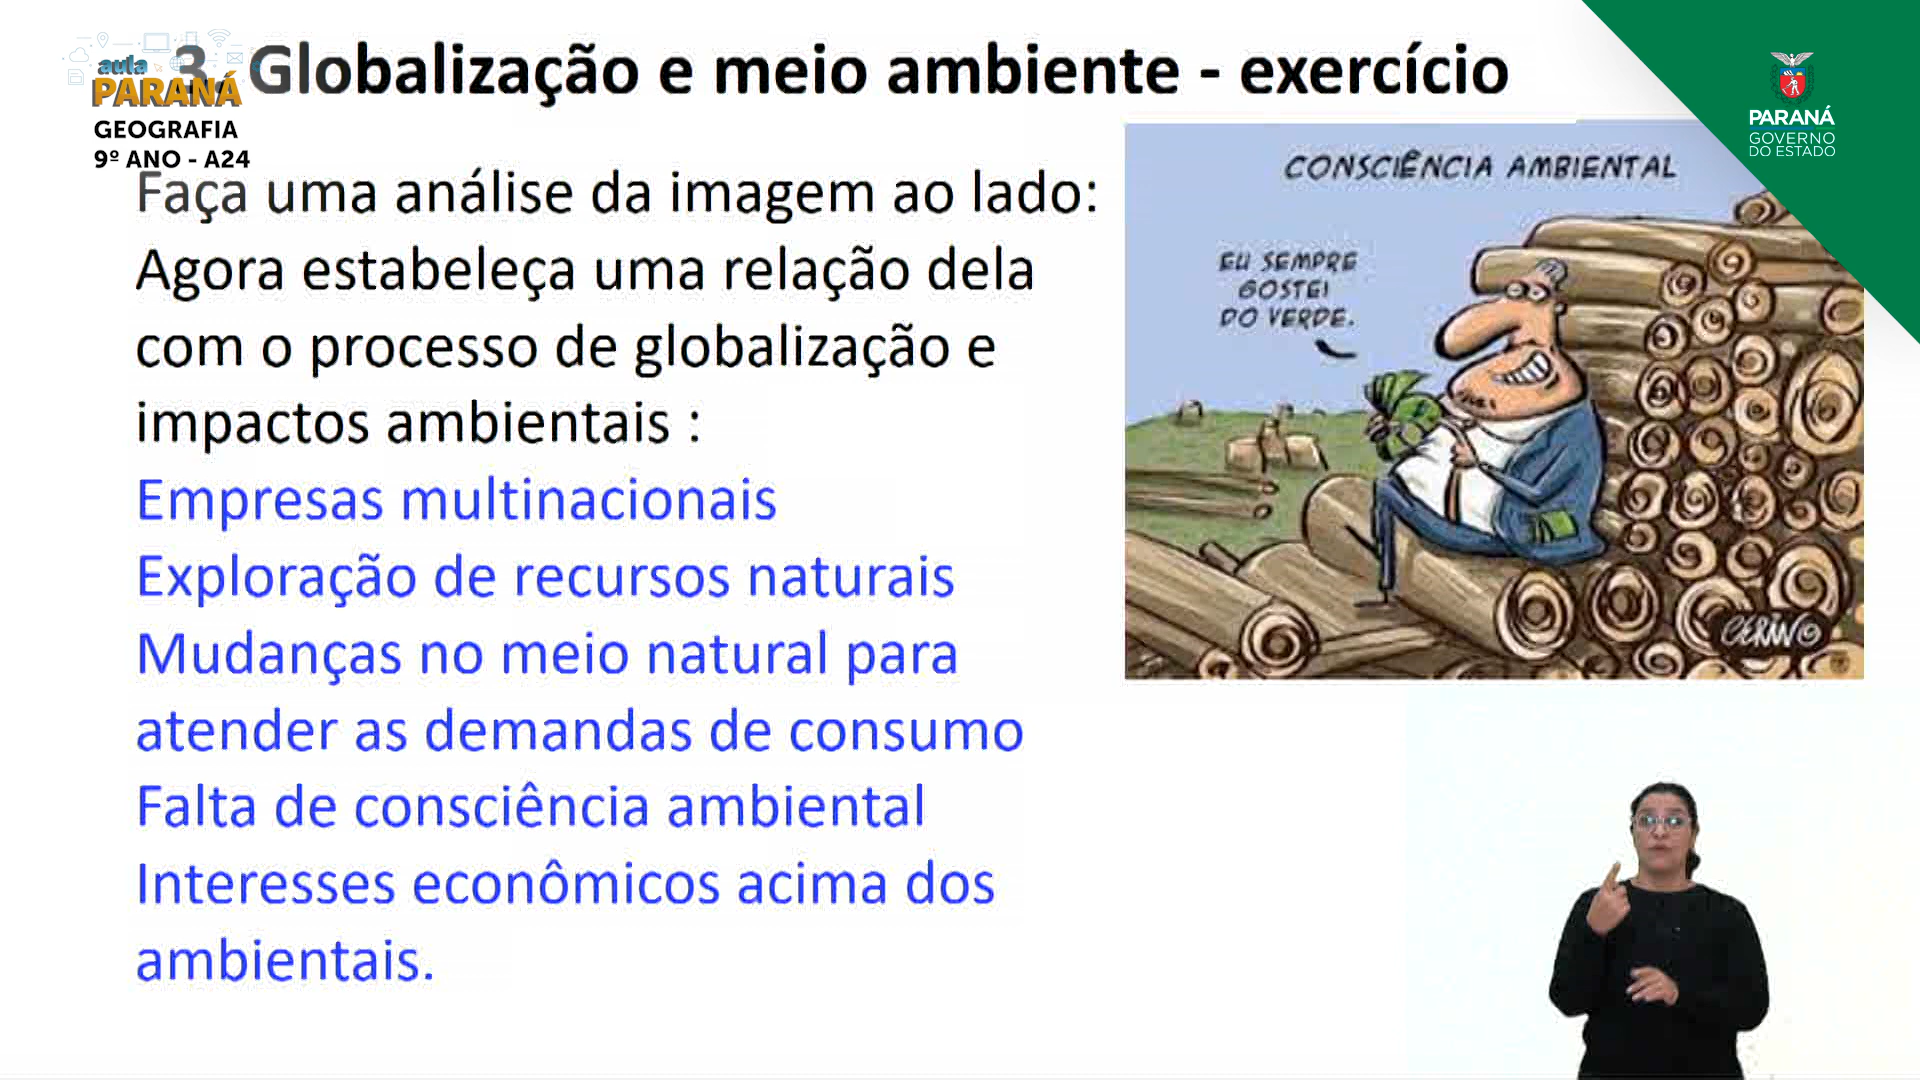 3. Globalização e meio ambiente - exercício
aula
PARANÁ
GEOGRAFIA
9º ANO - A24
PARANÁ
GOVERNO
DO ESTADO
Faça uma análise da imagem ao lado:
Agora estabeleça uma relação dela
com o processo de globalização e
impactos ambientais :
Empresas multinacionais
Exploração de recursos naturais
Mudanças no meio natural para
atender as demandas de consumo
Falta de consciência ambiental
Interesses econômicos acima dos
ambientais.
CONSCIÊNCIA AMBIENTAL
EU SEMPRE
GOSTEI
DO VERDE.
CERINO